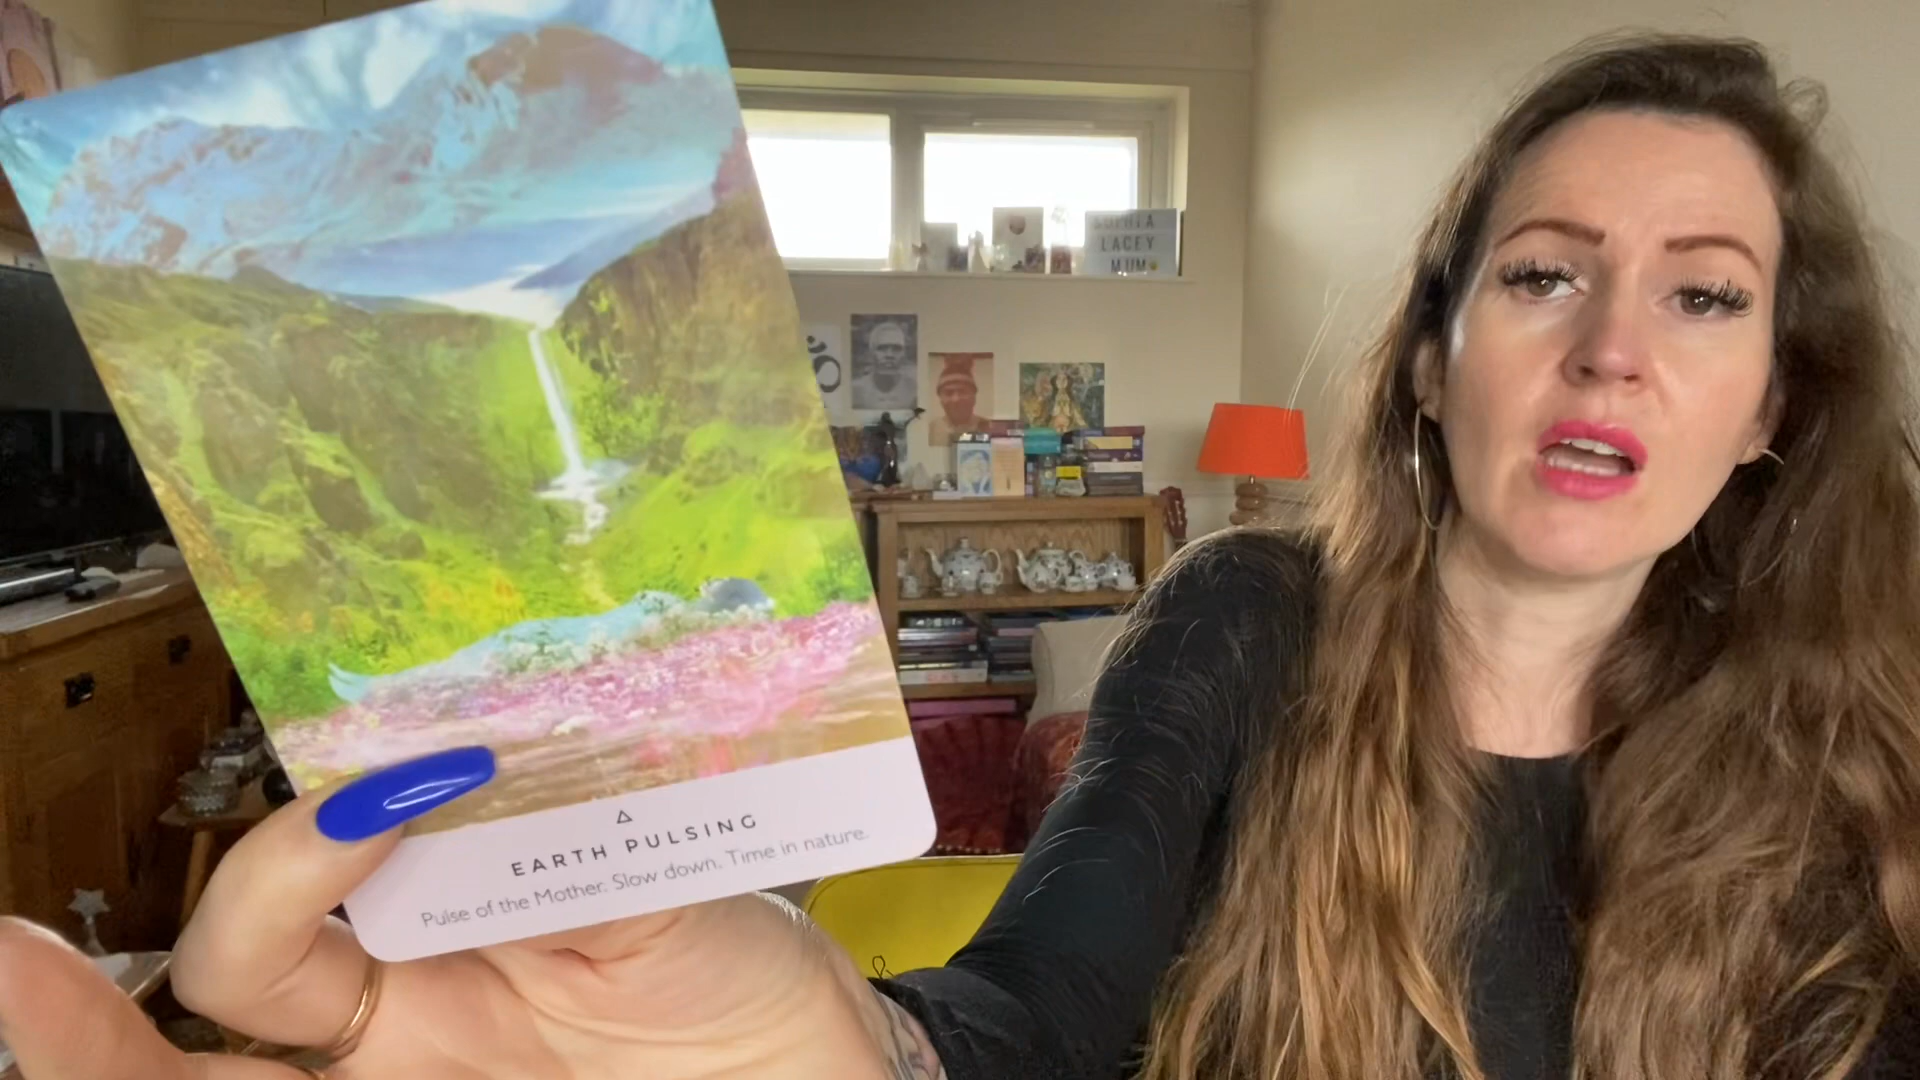 SOPHIA
LACEY
MUM
EARTH PULSING
Pulse of the Mother. Slow down. Time in nature.